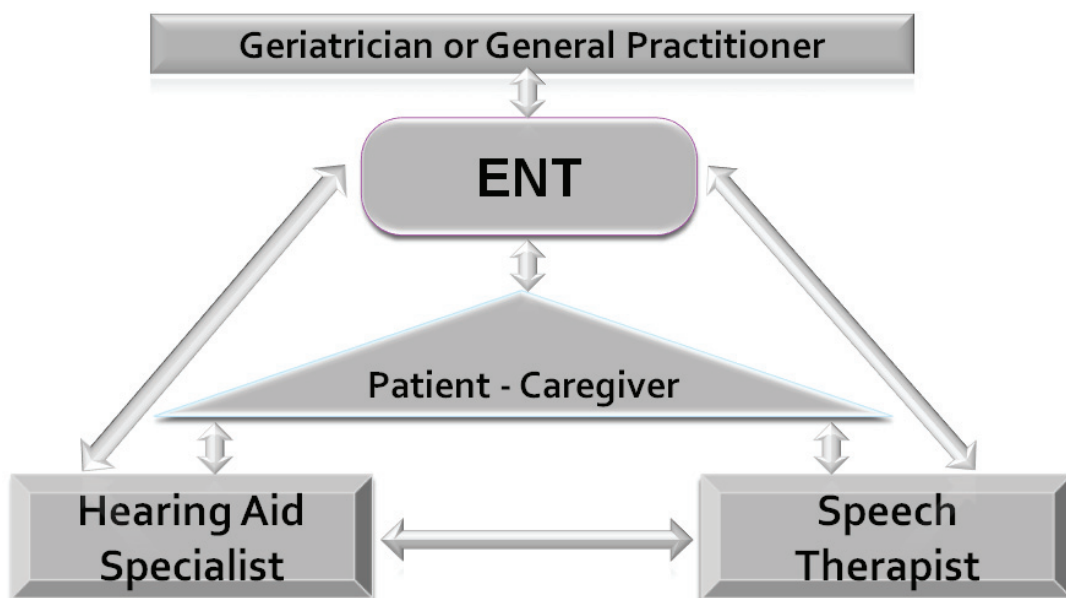 Geriatrician or General Practitioner
ENT
Patient - Caregiver
Hearing Aid
Specialist
Speech
Therapist